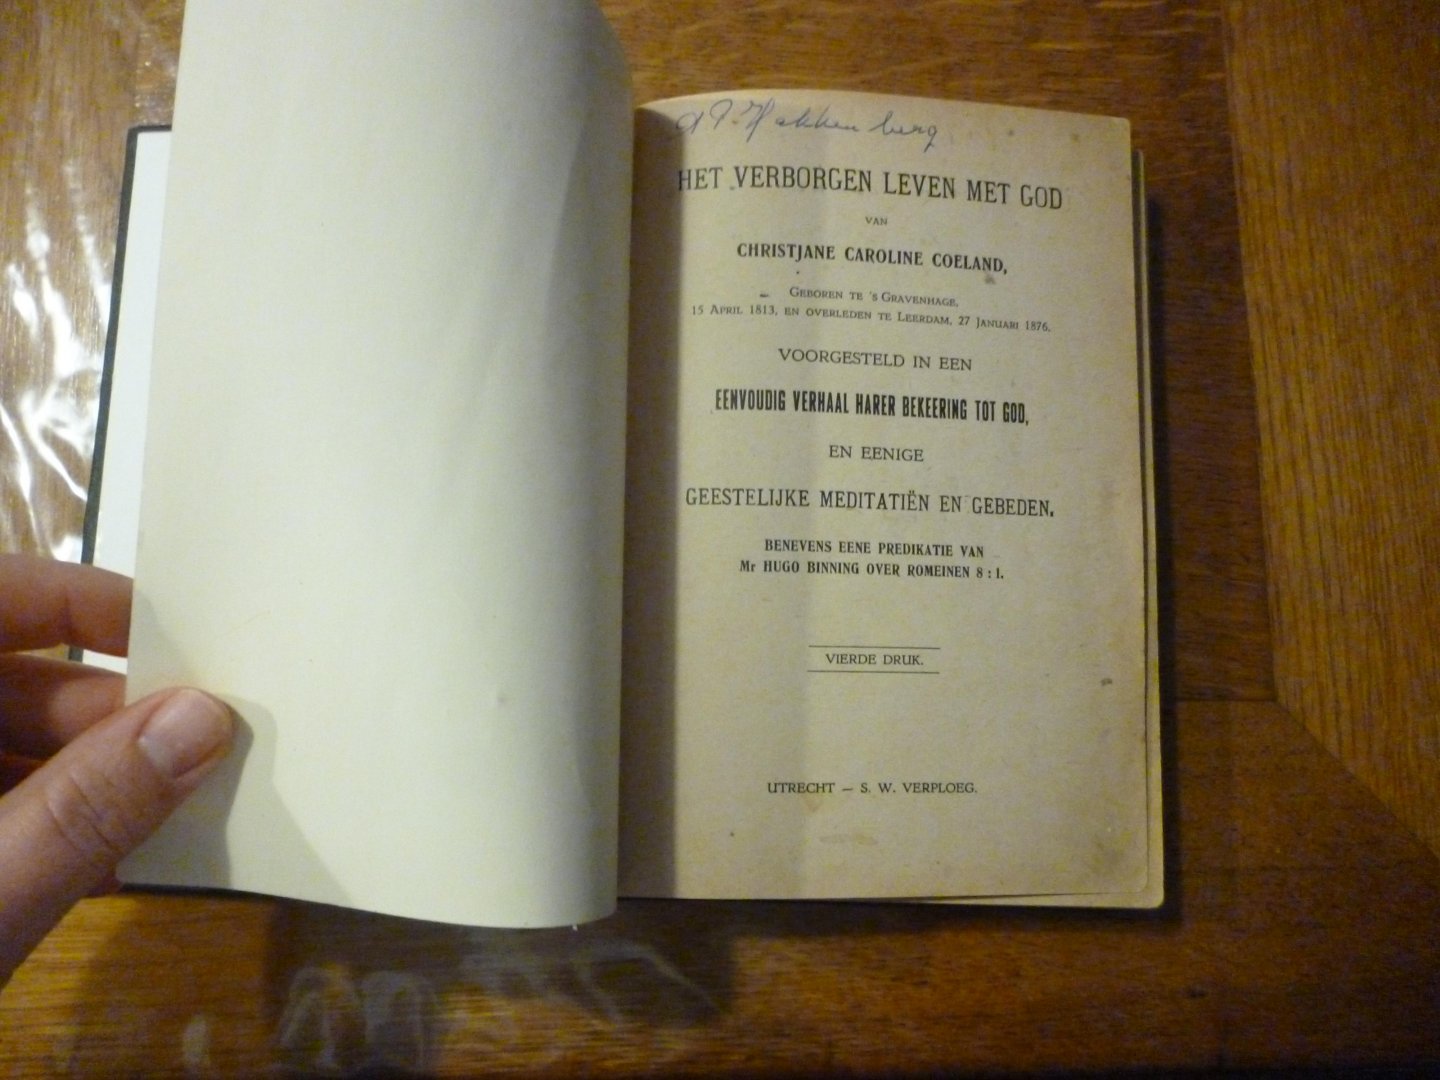 Hakkenberg
HET VERBORGEN LEVEN MET GOD
VAN
CHRISTJANE CAROLINE COELAND,
GEBOREN TE 'S GRAVENHAGE,
15 APRIL 1813, EN OVERLEDEN TE LEERDAM, 27 JANUARI 1876,
VOORGESTELD IN EEN
EENVOUDIG VERHAAL HARER BEKEERING TOT GOD,
EN EENIGE
GEESTELIJKE MEDITATIËN EN GEBEDEN.
BENEVENS EENE PREDIKATIE VAN
Mr HUGO BINNING OVER ROMEINEN 8 : 1.
VIERDE DRUK.
UTRECHT — S. W. VERPLOEG.